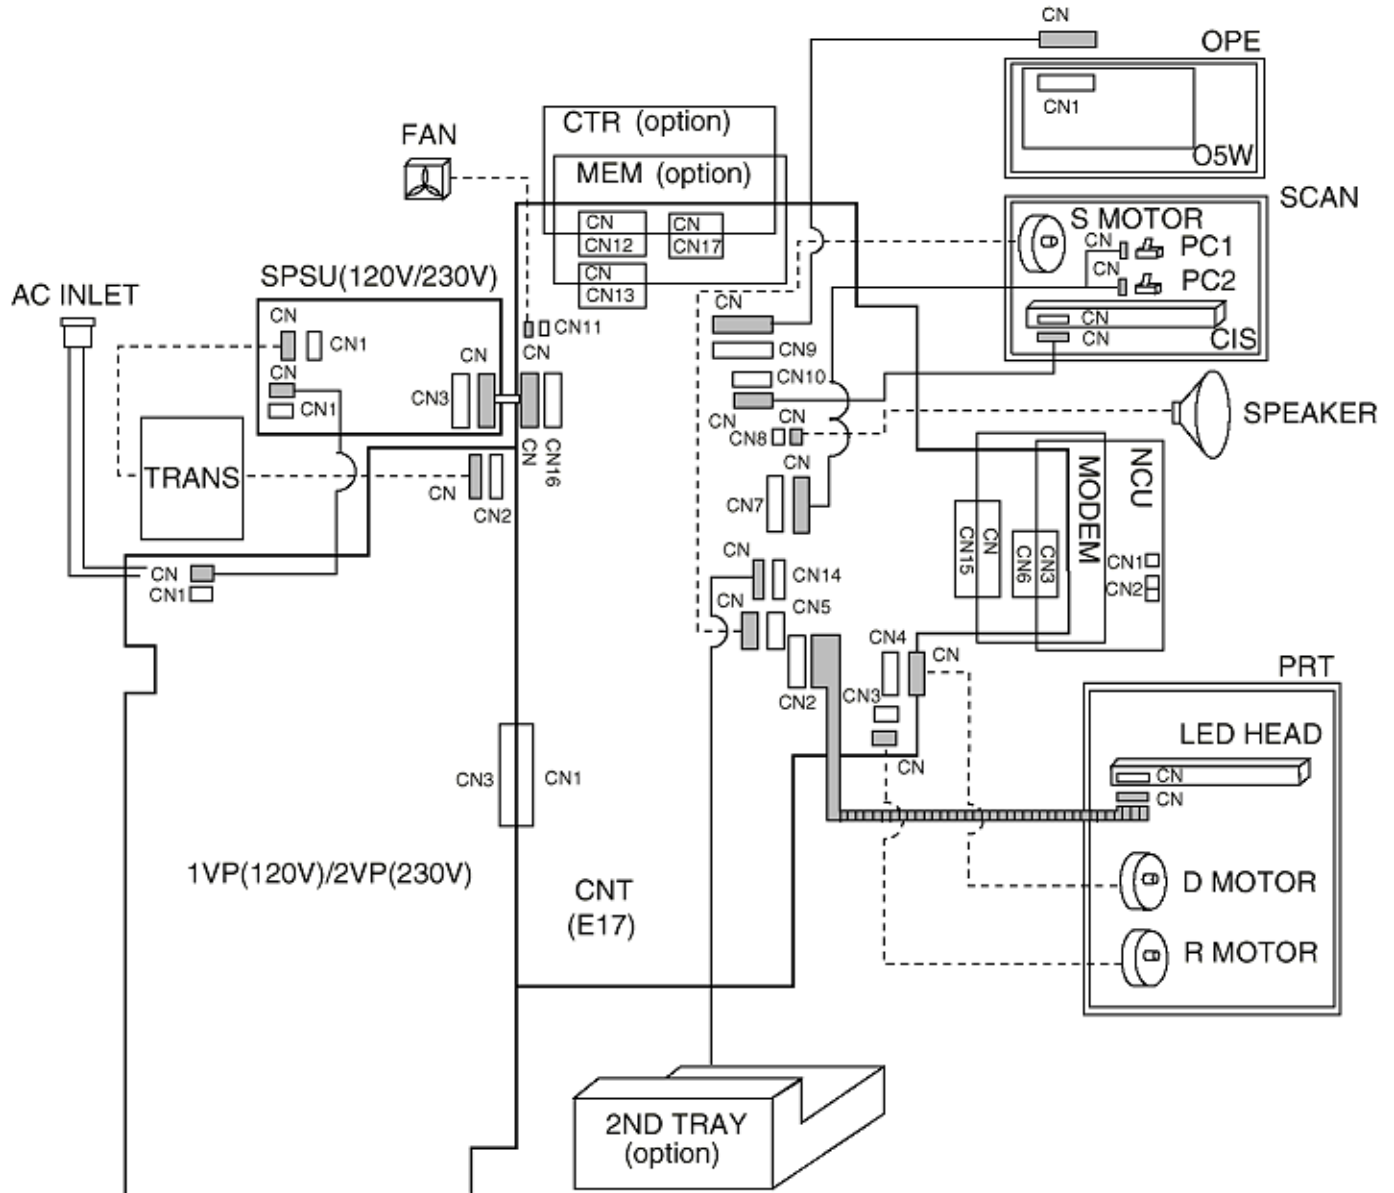 CN
OPE
CN1
O5W
CTR (option)
FAN
MEM (option)
SCAN
S MOTOR
CN
CN
CN12
CN17
CN
PC1
CN
PC2
SPSU(120V/230V)
CN
CN13
AC INLET
CN
CN
CN11
CN
CN
CIS
CN1
CN
CN
CN9
CN
CN10
CN3
CN1
CN
CN
SPEAKER
CN8
CN
CN16
TRANS
CN
CN2
CN
CN7
MODEM
NCU
CN15
CN
CN6
CN3
CN1
CN2
CN
CN14
CN
CN1
CN
CN5
CN4
CN
PRT
CN2
CN3
LED HEAD
CN
CN
CN
CN3
CN1
1VP(120V)/2VP(230V)
CNT
(E17)
D MOTOR
R MOTOR
2ND TRAY
(option)